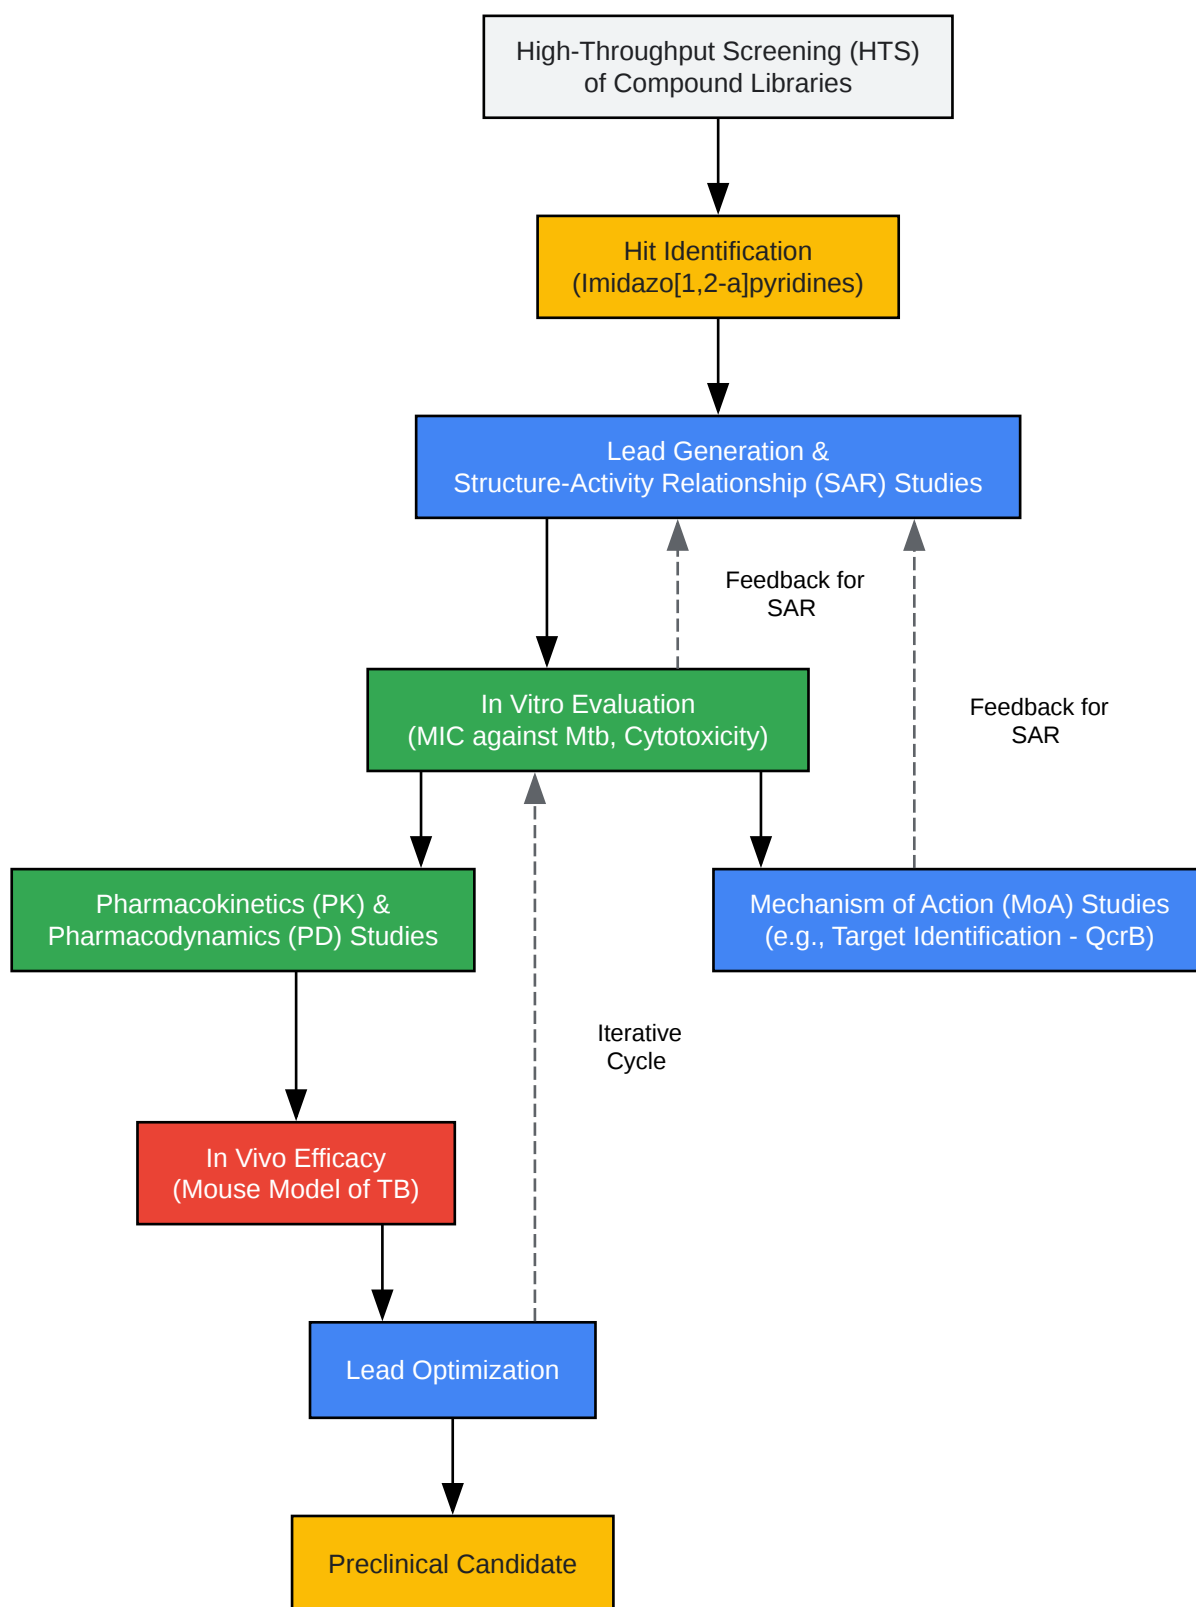 High-Throughput Screening (HTS)
of Compound Libraries
Hit Identification
(Imidazo[1,2-a]pyridines)
Lead Generation &
Structure-Activity Relationship (SAR) Studies
Feedback for
SAR
In Vitro Evaluation
(MIC against Mtb, Cytotoxicity)
Feedback for
SAR
Pharmacokinetics (PK) &
Pharmacodynamics (PD) Studies
Mechanism of Action (MoA) Studies
(e.g., Target Identification - QcrB)
Iterative
Cycle
In Vivo Efficacy
(Mouse Model of TB)
Lead Optimization
Preclinical Candidate